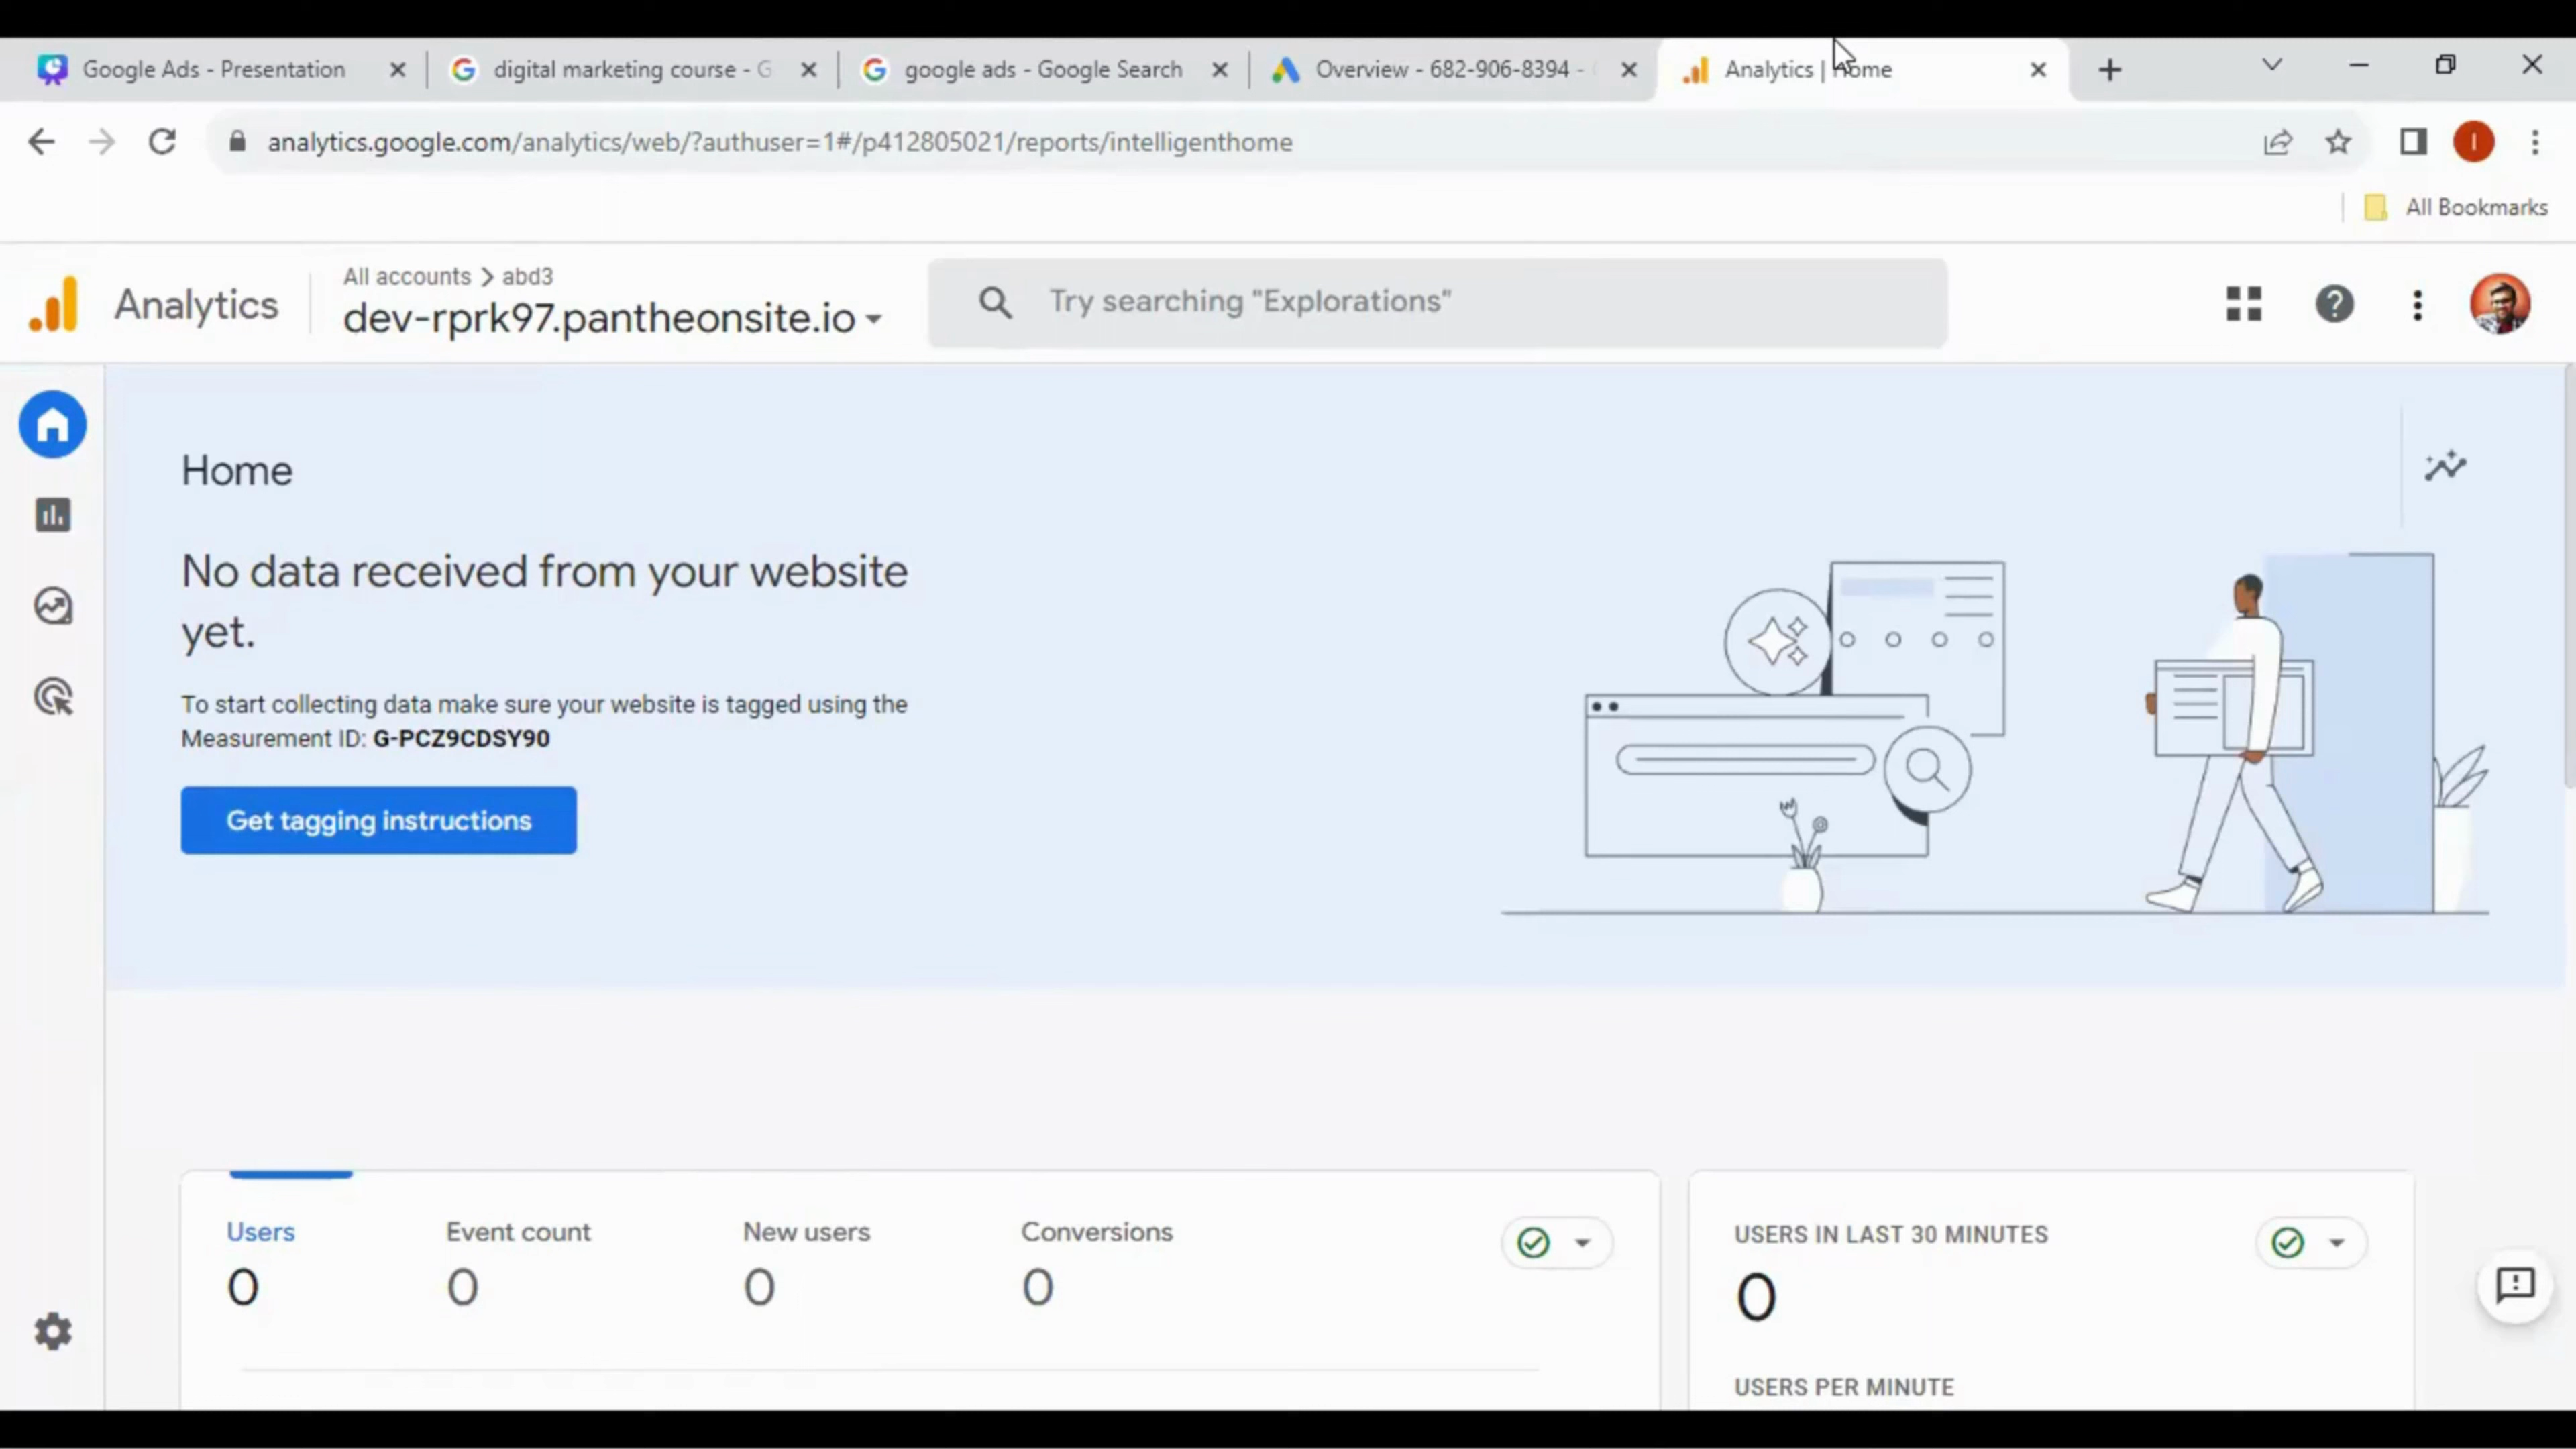 Google Ads - Presentation
digital marketing course - G
google ads - Google Search
Overview - 682-906-8394 -
Analytics | Home
analytics.google.com/analytics/web/?authuser=1#/p412805021/reports/intelligenthome
I
All Bookmarks
Analytics
All accounts > abd3
dev-rprk97.pantheonsite.io
Try searching "Explorations"
Home
No data received from your website
yet.
To start collecting data make sure your website is tagged using the
Measurement ID: G-PCZ9CDSY90
Get tagging instructions
Users
Event count
New users
Conversions
0
0
0
0
USERS IN LAST 30 MINUTES
0
USERS PER MINUTE